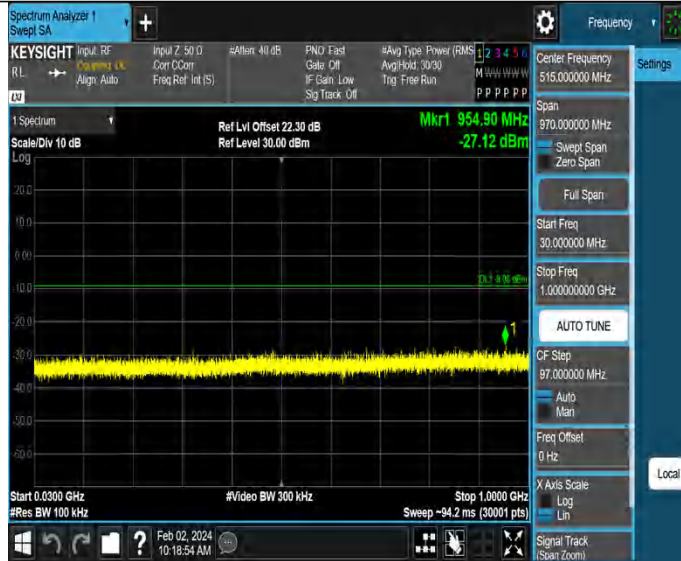 Spectrum Analyzer 1
Swept SA
Frequency
KEYSIGHT
Input: RF
Input Z: 50 Ω
#Atten: 40 dB
PNO: Fast
#Avg Type: Power (RMS
1 2 3 4 5 6
RL
Coupling: DC
Corr CCorr
Gate: Off
Avg|Hold: 30/30
M W W W W W
Align: Auto
Freq Ref: Int (S)
IF Gain: Low
Trig: Free Run
Sig Track: Off
P P P P P P
LXI
1 Spectrum
Ref Lvl Offset 22.30 dB
Mkr1 954.90 MHz
Scale/Div 10 dB
Ref Level 30.00 dBm
-27.12 dBm
Log
20.0
10.0
0.00
-10.0
-20.0
-30.0
-40.0
-50.0
-60.0
1
Start 0.0300 GHz
#Video BW 300 kHz
Stop 1.0000 GHz
#Res BW 100 kHz
Sweep ~94.2 ms (30001 pts)
Feb 02, 2024
10:18:54 AM
Center Frequency
515.000000 MHz
Settings
Span
970.000000 MHz
Swept Span
Zero Span
Full Span
Start Freq
30.000000 MHz
Stop Freq
1.000000000 GHz
AUTO TUNE
CF Step
97.000000 MHz
Auto
Man
Freq Offset
0 Hz
Local
X Axis Scale
Log
Lin
Signal Track
(Span Zoom)